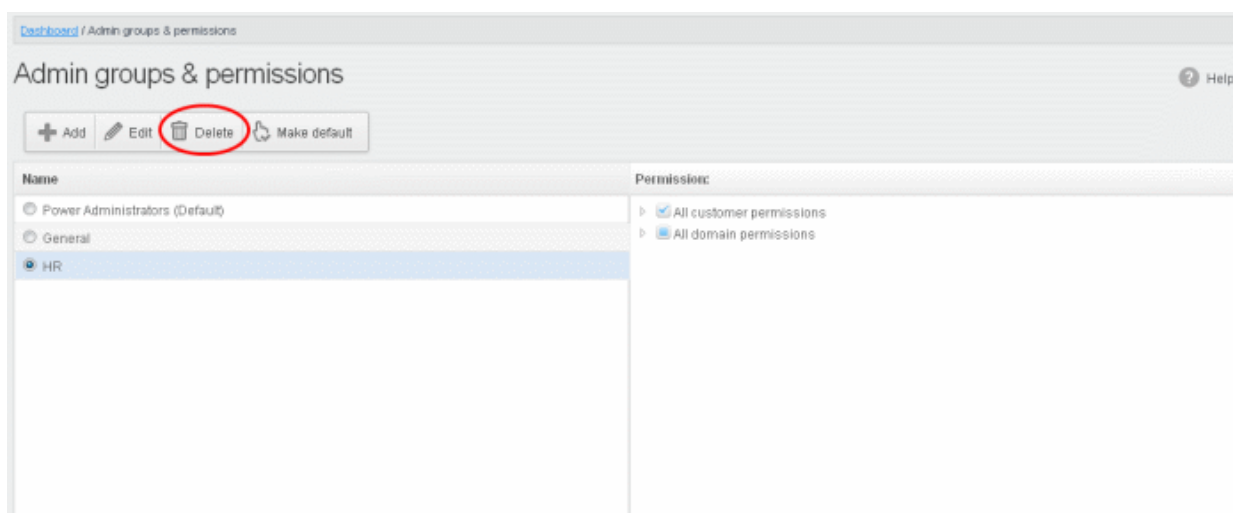 Dashboard / Admin groups & permissions
Admin groups & permissions
Help
Add Edit Delete Make default
Name Permission:
Power Administrators (Default) All customer permissions
General All domain permissions
HR